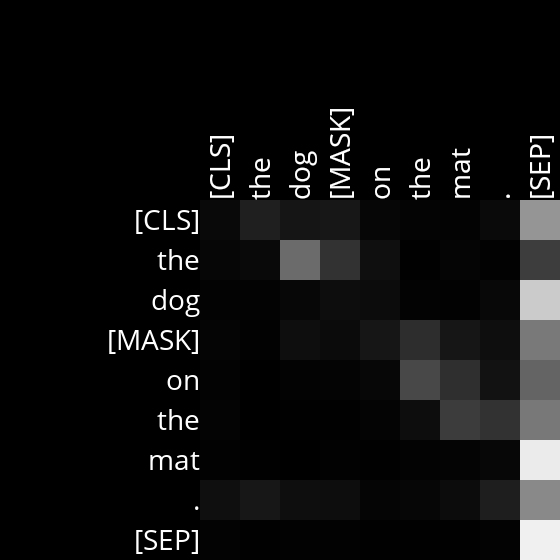 [CLS] the dog [MASK] on the mat . [SEP]
[CLS]
the
dog
[MASK]
on
the
mat
.
[SEP]